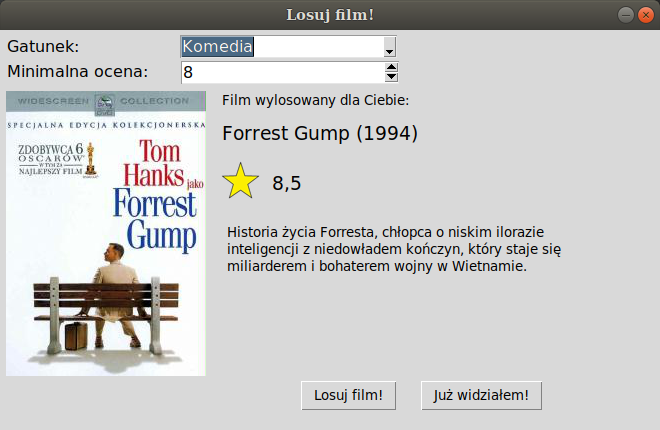 Losuj film!
Gatunek:
Komedia
Minimalna ocena:
8
WIDESCREEN COLLECTION
SPECJALNA EDYCJA KOLEKCJONERSKA
ZDOBYWCA 6
OSCARÓW
W TYM ZA
NAJLEPSZY FILM
Tom
Hanks jako
Forrest
Gump
Film wylosowany dla Ciebie:
Forrest Gump (1994)
8,5
Historia życia Forresta, chłopca o niskim ilorazie
inteligencji z niedowładem kończyn, który staje się
miliarderem i bohaterem wojny w Wietnamie.
Losuj film!
Już widziałem!